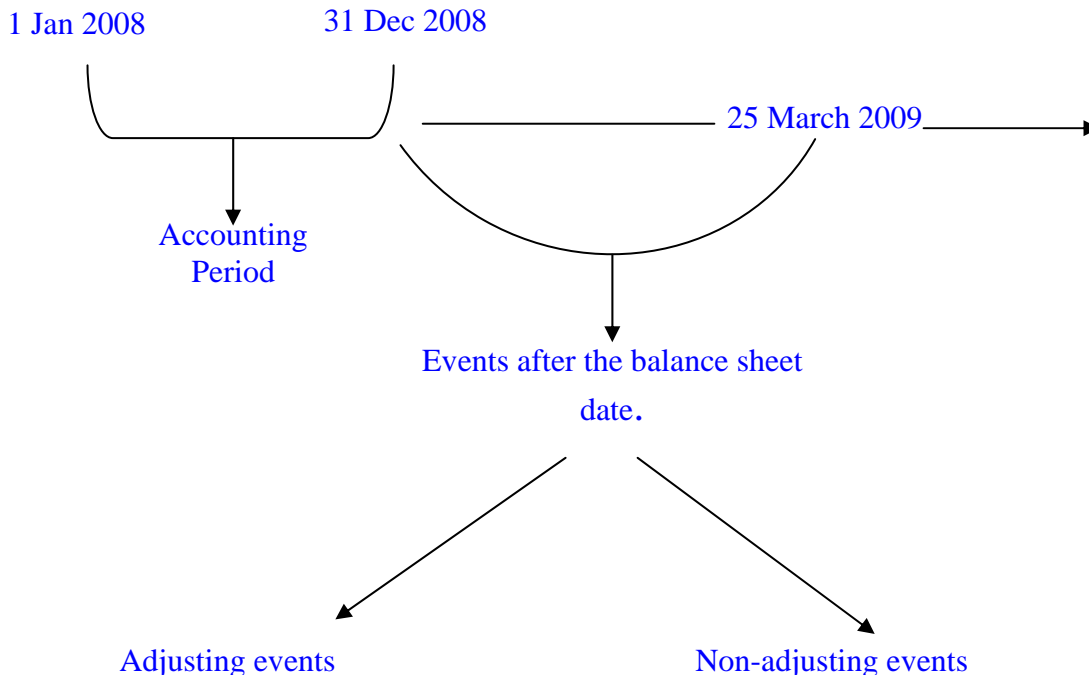 1 Jan 2008
31 Dec 2008
25 March 2009
Accounting
Period
Events after the balance sheet
date.
Adjusting events
Non-adjusting events